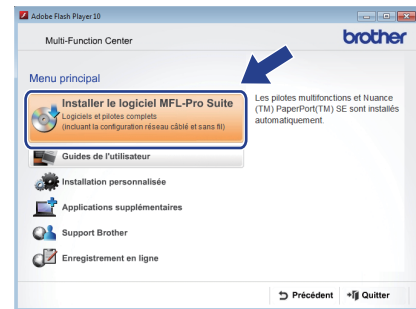 Adobe Flash Player 10
Multi-Function Center
brother
Menu principal
Installer le logiciel MFL-Pro Suite
Logiciels et pilotes complets
(incluant la configuration réseau câblé et sans fil)
Les pilotes multifonctions et Nuance
(TM) PaperPort(TM) SE sont installés
automatiquement.
Guides de l'utilisateur
Installation personnalisée
Applications supplémentaires
Support Brother
Enregistrement en ligne
Précédent
Quitter